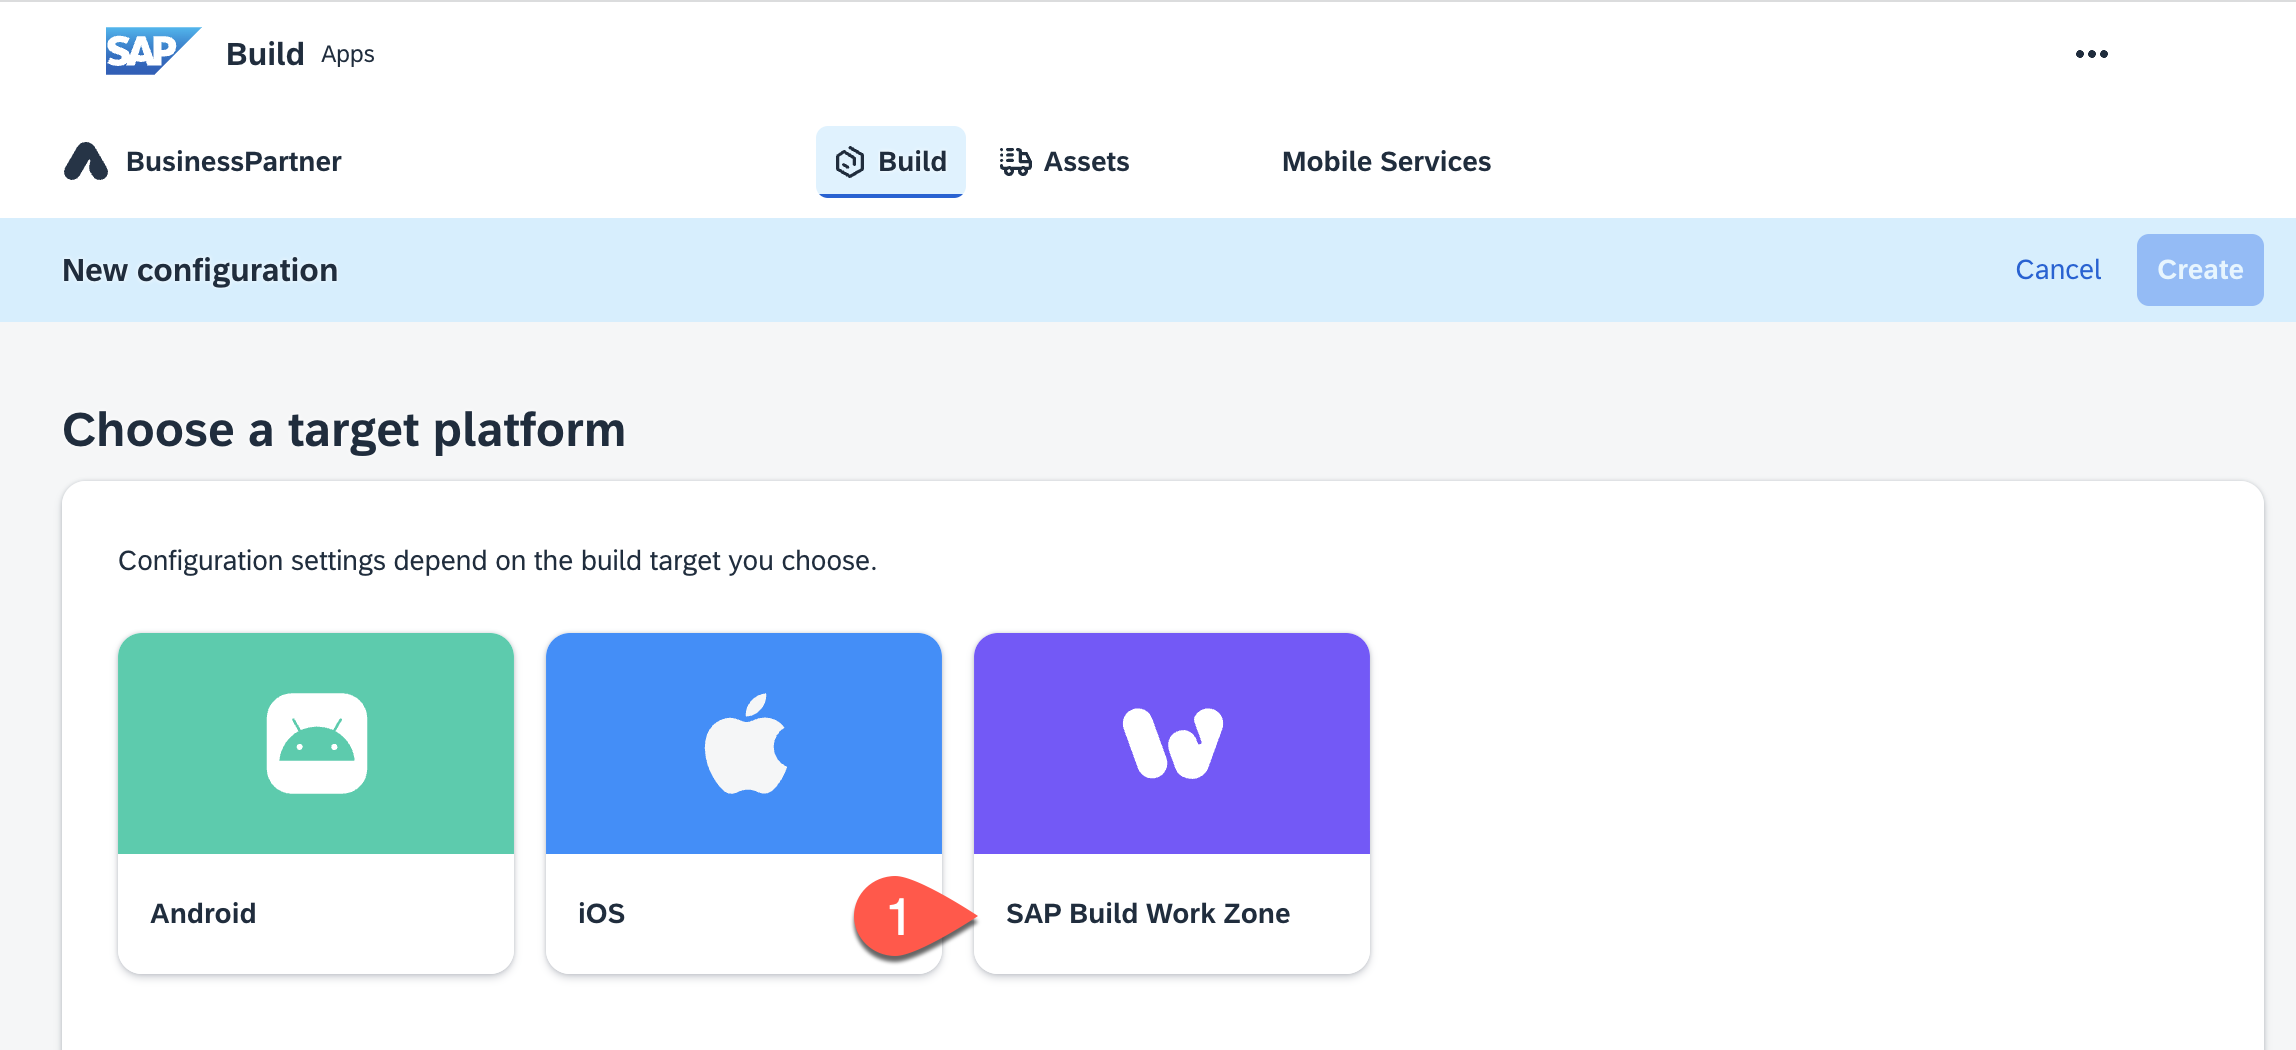 SAP Build Apps
BusinessPartner Build Assets Mobile Services
New configuration Cancel Create
Choose a target platform
Configuration settings depend on the build target you choose.
Android iOS 1 SAP Build Work Zone